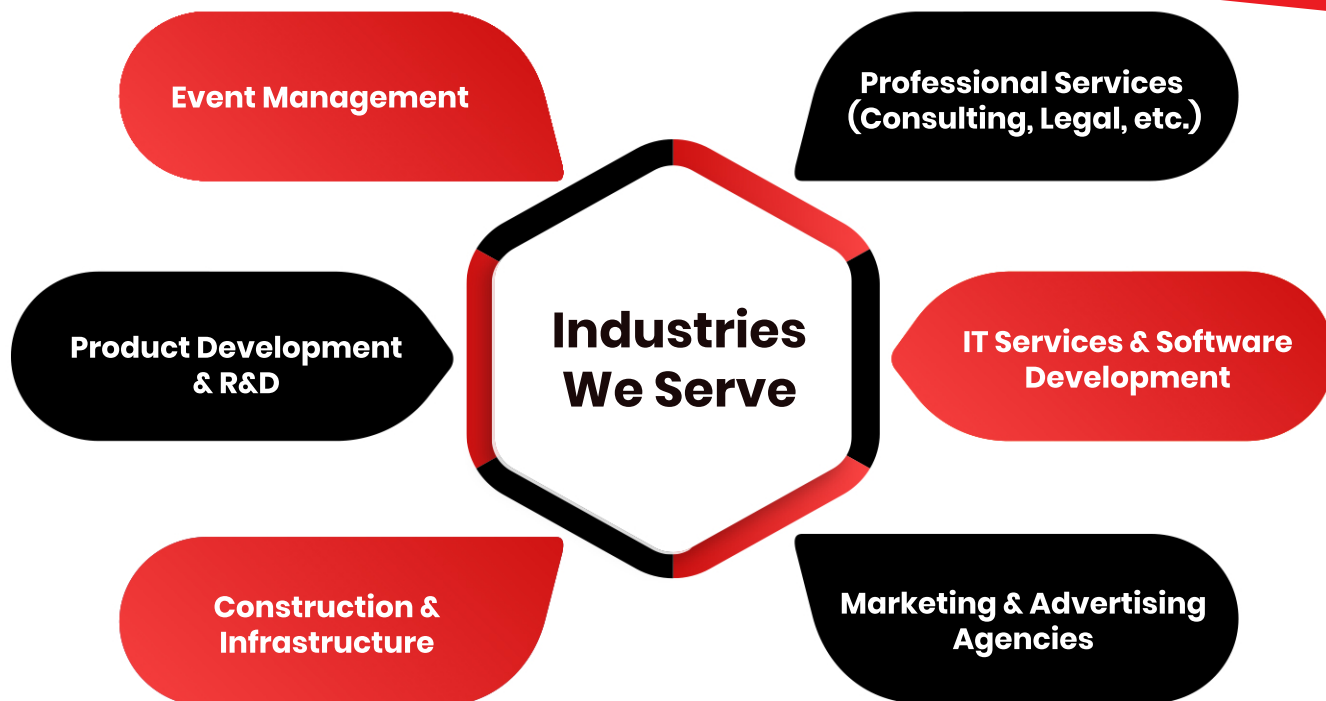 Event Management
Professional Services
(Consulting, Legal, etc.)
Product Development
& R&D
Industries
We Serve
IT Services & Software
Development
Construction &
Infrastructure
Marketing & Advertising
Agencies